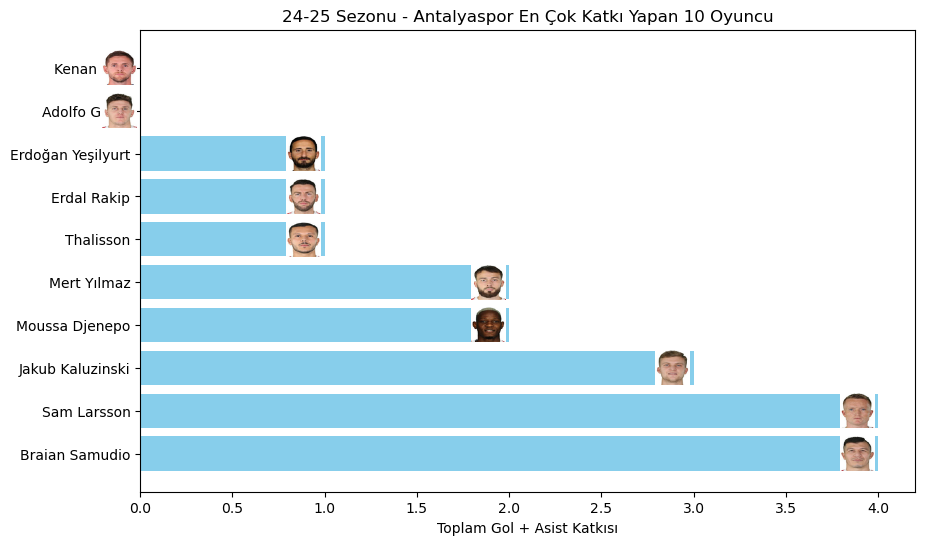 24-25 Sezonu - Antalyaspor En Çok Katkı Yapan 10 Oyuncu
Kenan
Adolfo G
Erdoğan Yeşilyurt
Erdal Rakip
Thalisson
Mert Yılmaz
Moussa Djenepo
Jakub Kaluzinski
Sam Larsson
Braian Samudio
0.0 0.5 1.0 1.5 2.0 2.5 3.0 3.5 4.0
Toplam Gol + Asist Katkısı